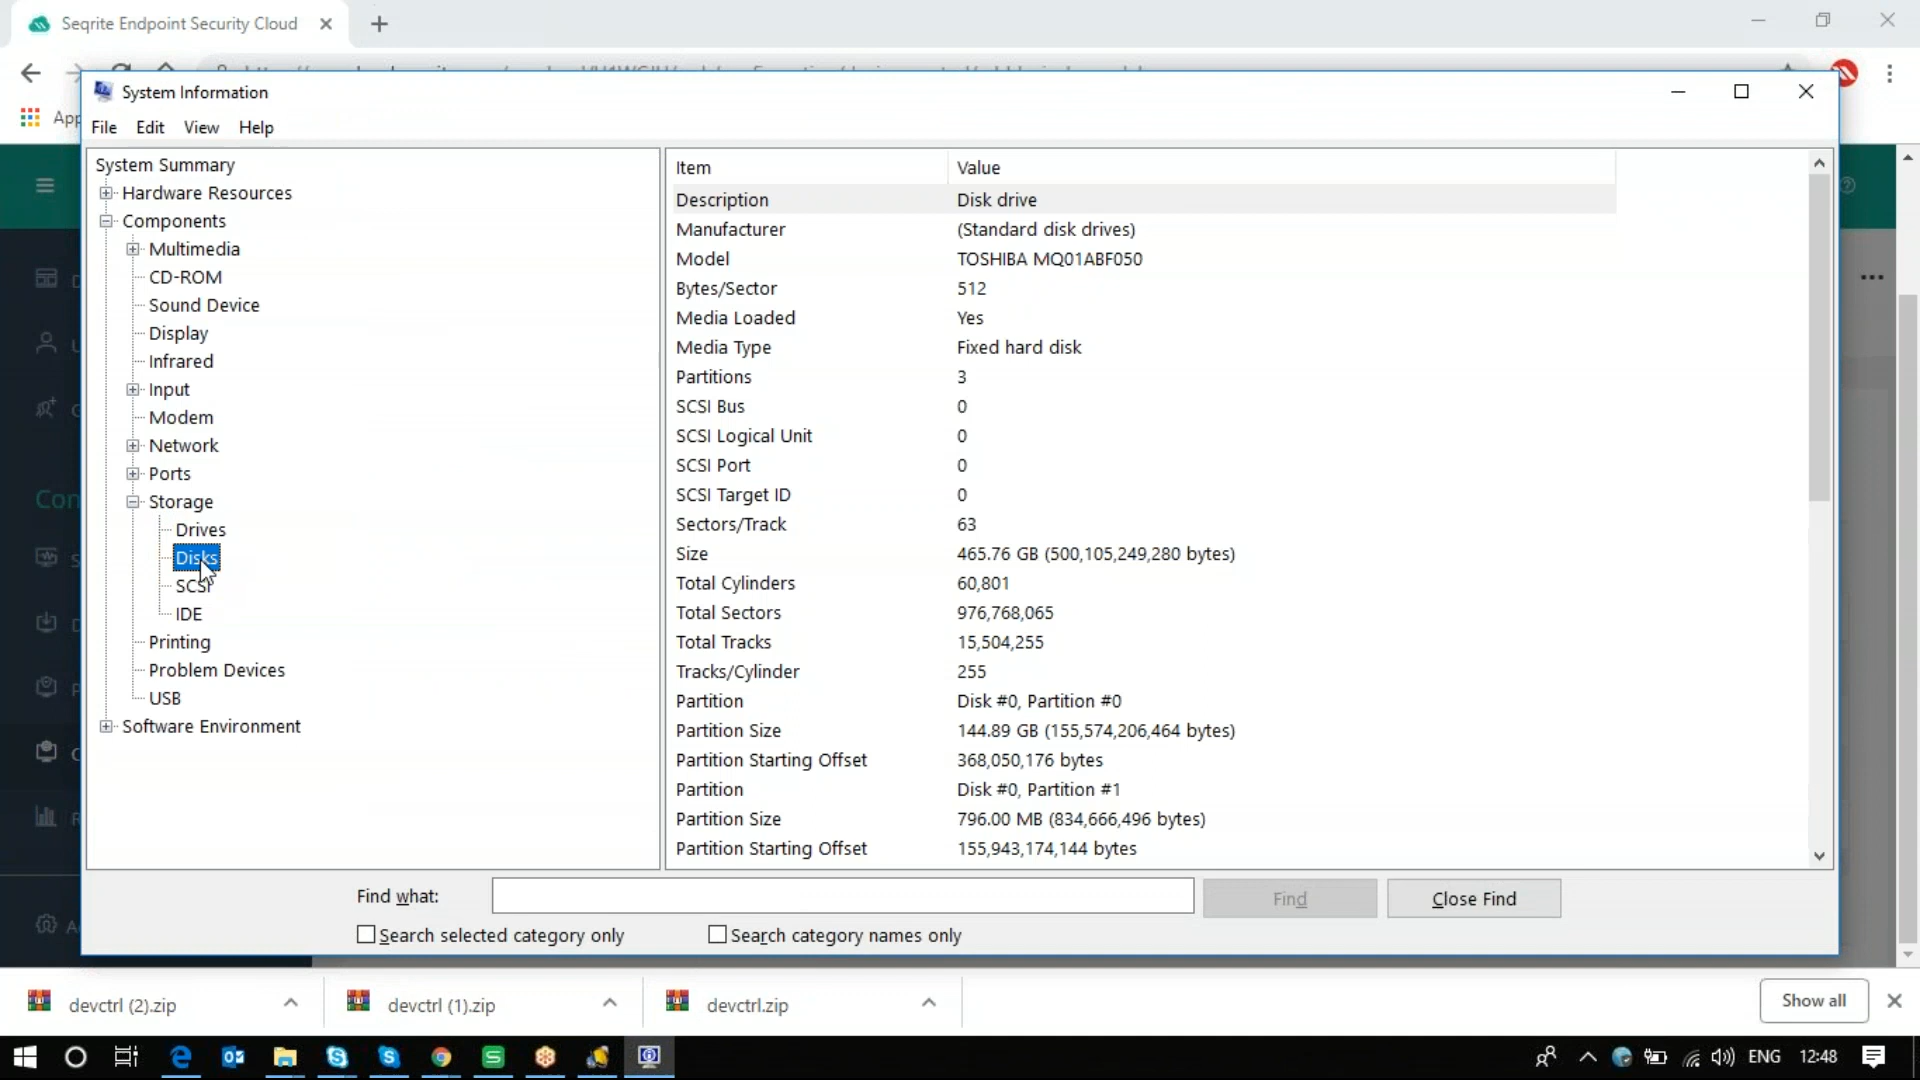 Seqrite Endpoint Security Cloud
System Information
File Edit View Help
System Summary
Hardware Resources
Components
Multimedia
CD-ROM
Sound Device
Display
Infrared
Input
Modem
Network
Ports
Storage
Drives
Disks
SCSI
IDE
Printing
Problem Devices
USB
Software Environment
Item Value
Description Disk drive
Manufacturer (Standard disk drives)
Model TOSHIBA MQ01ABF050
Bytes/Sector 512
Media Loaded Yes
Media Type Fixed hard disk
Partitions 3
SCSI Bus 0
SCSI Logical Unit 0
SCSI Port 0
SCSI Target ID 0
Sectors/Track 63
Size 465.76 GB (500,105,249,280 bytes)
Total Cylinders 60,801
Total Sectors 976,768,065
Total Tracks 15,504,255
Tracks/Cylinder 255
Partition Disk #0, Partition #0
Partition Size 144.89 GB (155,574,206,464 bytes)
Partition Starting Offset 368,050,176 bytes
Partition Disk #0, Partition #1
Partition Size 796.00 MB (834,666,496 bytes)
Partition Starting Offset 155,943,174,144 bytes
Find what: Find Close Find
Search selected category only Search category names only
devctrl (2).zip devctrl (1).zip devctrl.zip Show all
ENG 12:48